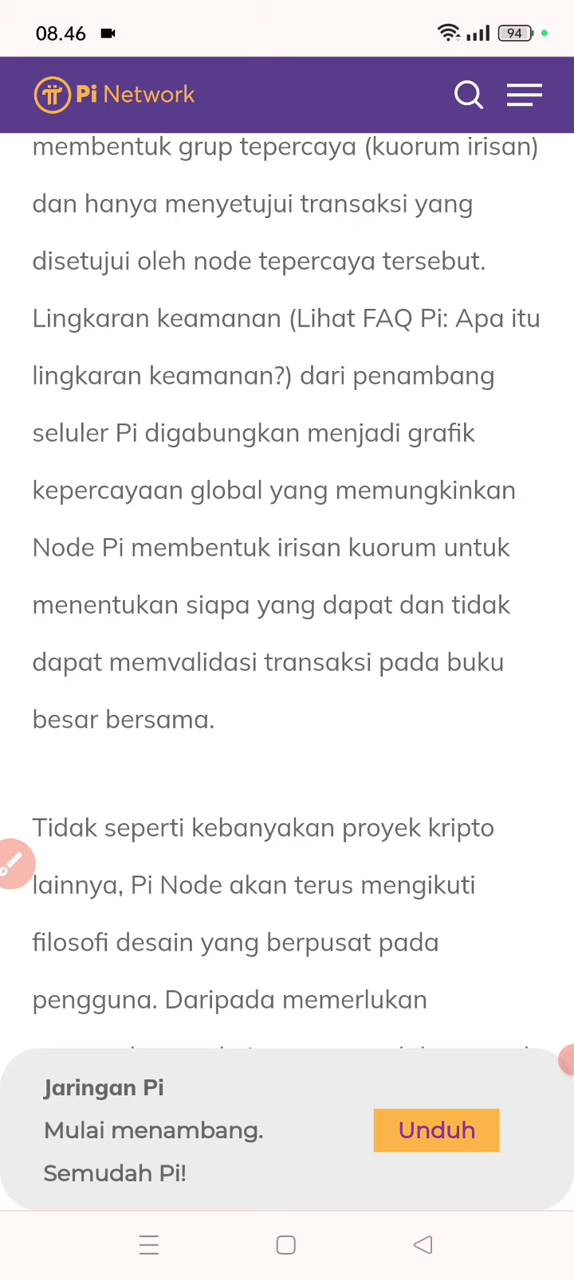 08.46
94
Pi Network
membentuk grup tepercaya (kuorum irisan)
dan hanya menyetujui transaksi yang
disetujui oleh node tepercaya tersebut.
Lingkaran keamanan (Lihat FAQ Pi: Apa itu
lingkaran keamanan?) dari penambang
seluler Pi digabungkan menjadi grafik
kepercayaan global yang memungkinkan
Node Pi membentuk irisan kuorum untuk
menentukan siapa yang dapat dan tidak
dapat memvalidasi transaksi pada buku
besar bersama.
Tidak seperti kebanyakan proyek kripto
lainnya, Pi Node akan terus mengikuti
filosofi desain yang berpusat pada
pengguna. Daripada memerlukan
Jaringan Pi
Mulai menambang.
Semudah Pi!
Unduh